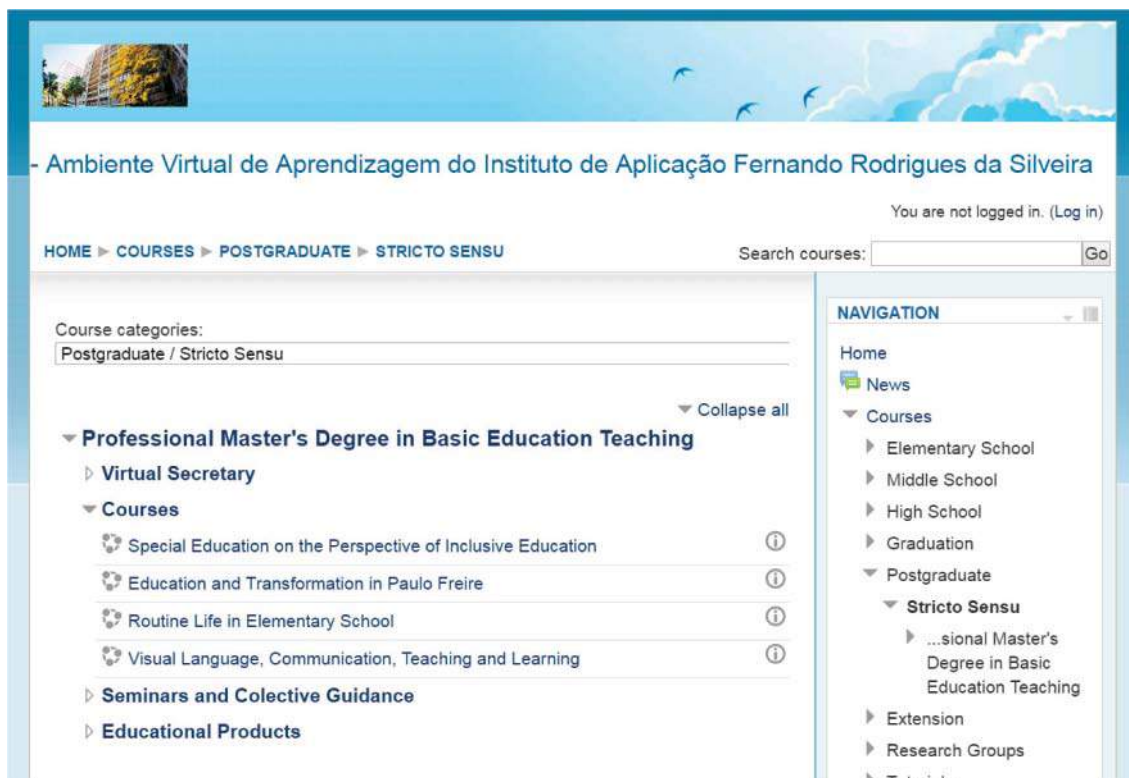 - Ambiente Virtual de Aprendizagem do Instituto de Aplicação Fernando Rodrigues da Silveira
You are not logged in. (Log in)
HOME ▶ COURSES ▶ POSTGRADUATE ▶ STRICTO SENSU
Search courses:
Go
Course categories:
Postgraduate / Stricto Sensu
Collapse all
Professional Master's Degree in Basic Education Teaching
Virtual Secretary
Courses
Special Education on the Perspective of Inclusive Education
Education and Transformation in Paulo Freire
Routine Life in Elementary School
Visual Language, Communication, Teaching and Learning
Seminars and Colective Guidance
Educational Products
NAVIGATION
Home
News
Courses
Elementary School
Middle School
High School
Graduation
Postgraduate
Stricto Sensu
...sional Master's
Degree in Basic
Education Teaching
Extension
Research Groups